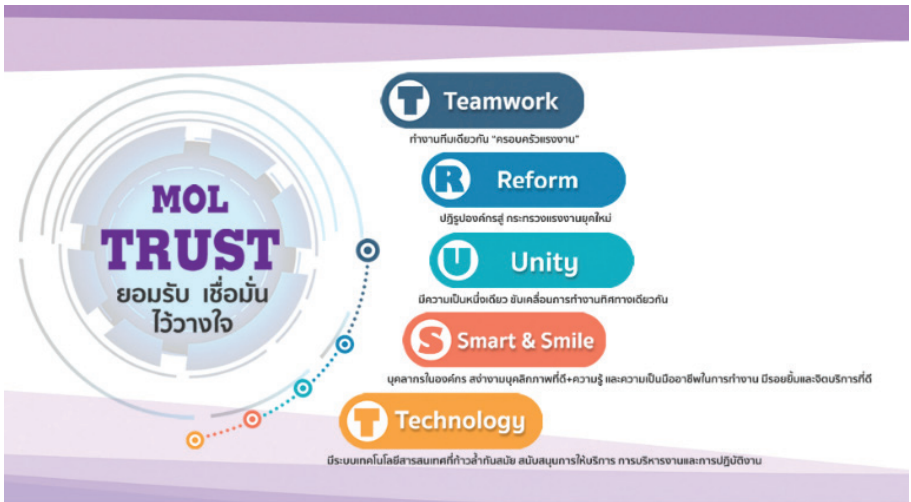 MOL
TRUST
ยอมรับ เชื่อมั่น
ไว้วางใจ
T Teamwork
ทำงานทีมเดียวกัน "ครอบครัวแรงงาน"
R Reform
ปฏิรูปองค์กรสู่ กระทรวงแรงงานยุคใหม่
U Unity
มีความเป็นหนึ่งเดียว ขับเคลื่อนการทำงานทิศทางเดียวกัน
S Smart & Smile
บุคลากรในองค์กร สง่างามบุคลิกภาพที่ดี+ความรู้ และความเป็นมืออาชีพในการทำงาน มีรอยยิ้มและจิตบริการที่ดี
T Technology
มีระบบเทคโนโลยีสารสนเทศที่ก้าวล้ำทันสมัย สนับสนุนการให้บริการ การบริหารงานและการปฏิบัติงาน